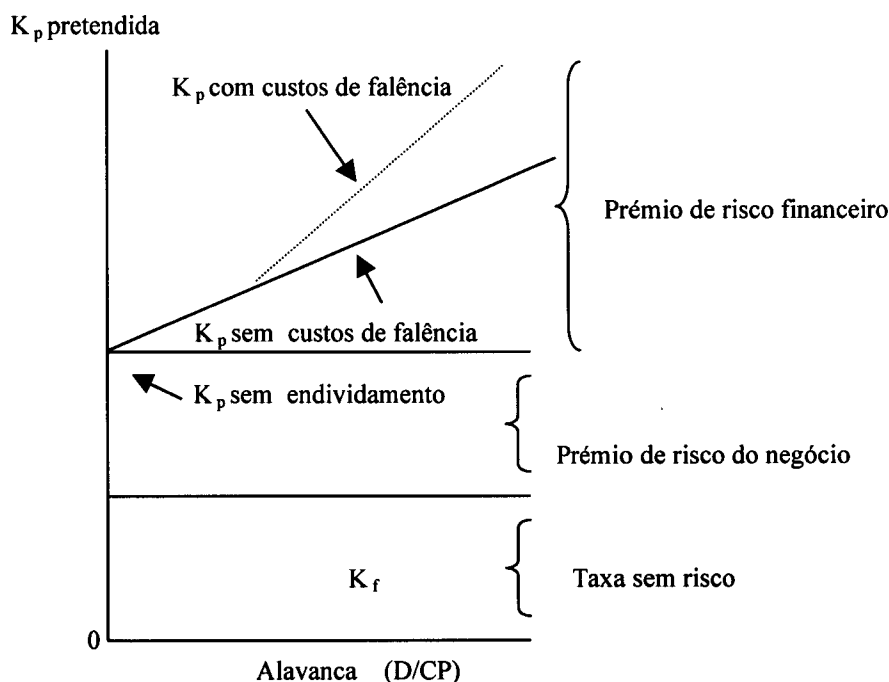 K p pretendida
K p com custos de falência
Prémio de risco financeiro
K p sem custos de falência
K p sem endividamento
Prémio de risco do negócio
K f
Taxa sem risco
0
Alavanca (D/CP)